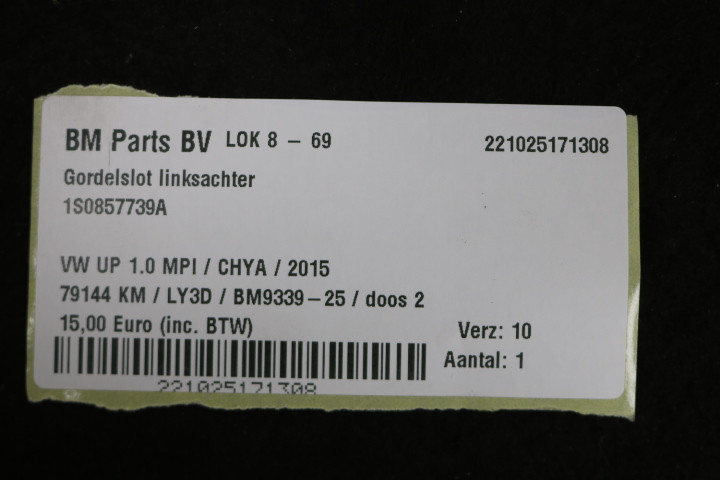 BM Parts BV LOK 8 – 69 221025171308
Gordelslot linksachter
1S0857739A
VW UP 1.0 MPI / CHYA / 2015
79144 KM / LY3D / BM9339–25 / doos 2
15,00 Euro (inc. BTW) Verz: 10
Aantal: 1
221025171308